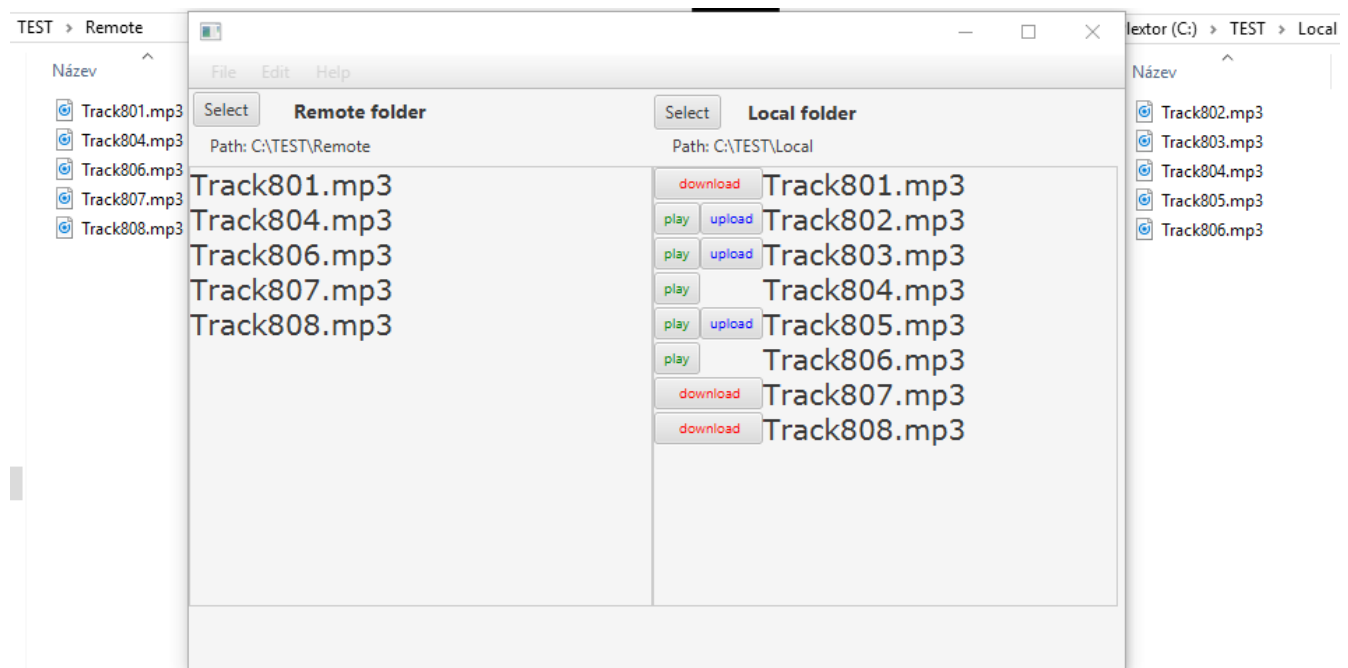 TEST > Remote
Název
Track801.mp3
Track804.mp3
Track806.mp3
Track807.mp3
Track808.mp3
File Edit Help
Select Remote folder
Path: C:\TEST\Remote
Track801.mp3
Track804.mp3
Track806.mp3
Track807.mp3
Track808.mp3
Select Local folder
Path: C:\TEST\Local
download Track801.mp3
play upload Track802.mp3
play upload Track803.mp3
play Track804.mp3
play upload Track805.mp3
play Track806.mp3
download Track807.mp3
download Track808.mp3
lextor (C:) > TEST > Local
Název
Track802.mp3
Track803.mp3
Track804.mp3
Track805.mp3
Track806.mp3